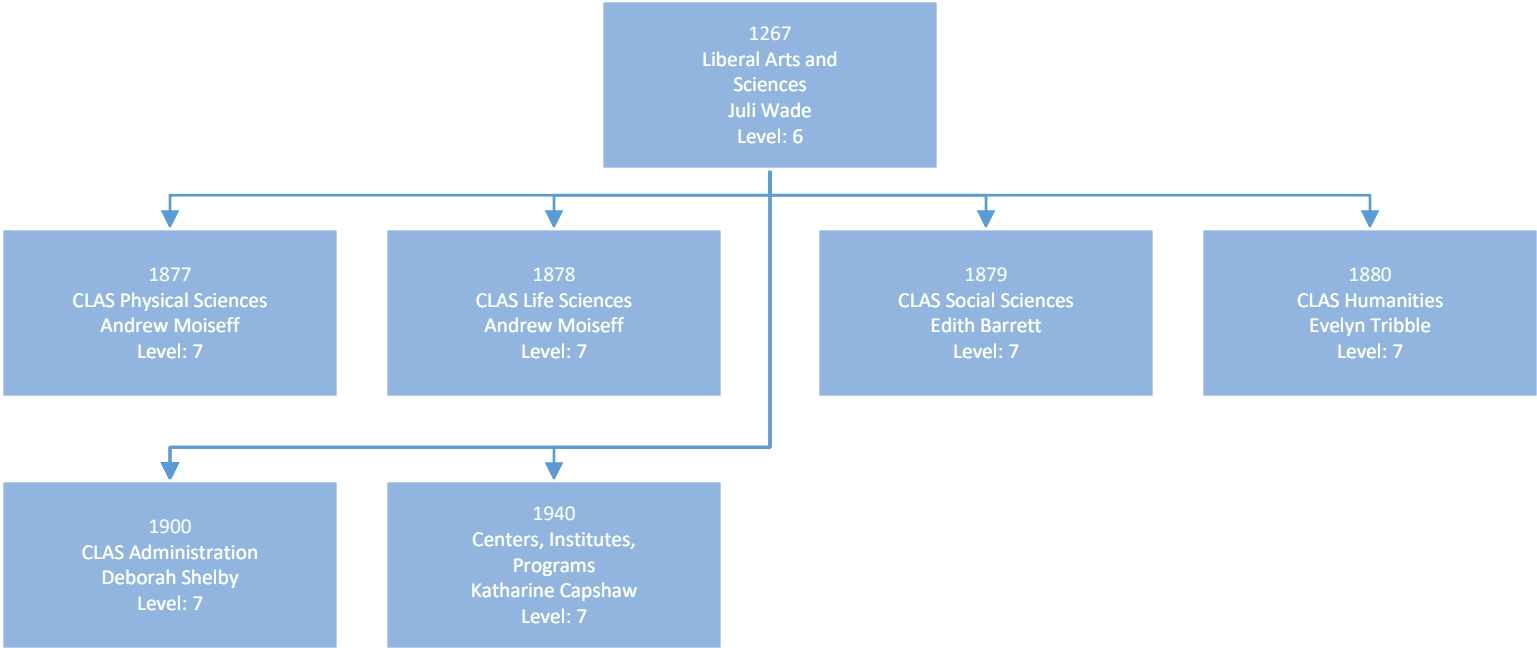 1267
Liberal Arts and
Sciences
Juli Wade
Level: 6
1877
CLAS Physical Sciences
Andrew Moiseff
Level: 7
1878
CLAS Life Sciences
Andrew Moiseff
Level: 7
1879
CLAS Social Sciences
Edith Barrett
Level: 7
1880
CLAS Humanities
Evelyn Tribble
Level: 7
1900
CLAS Administration
Deborah Shelby
Level: 7
1940
Centers, Institutes,
Programs
Katharine Capshaw
Level: 7